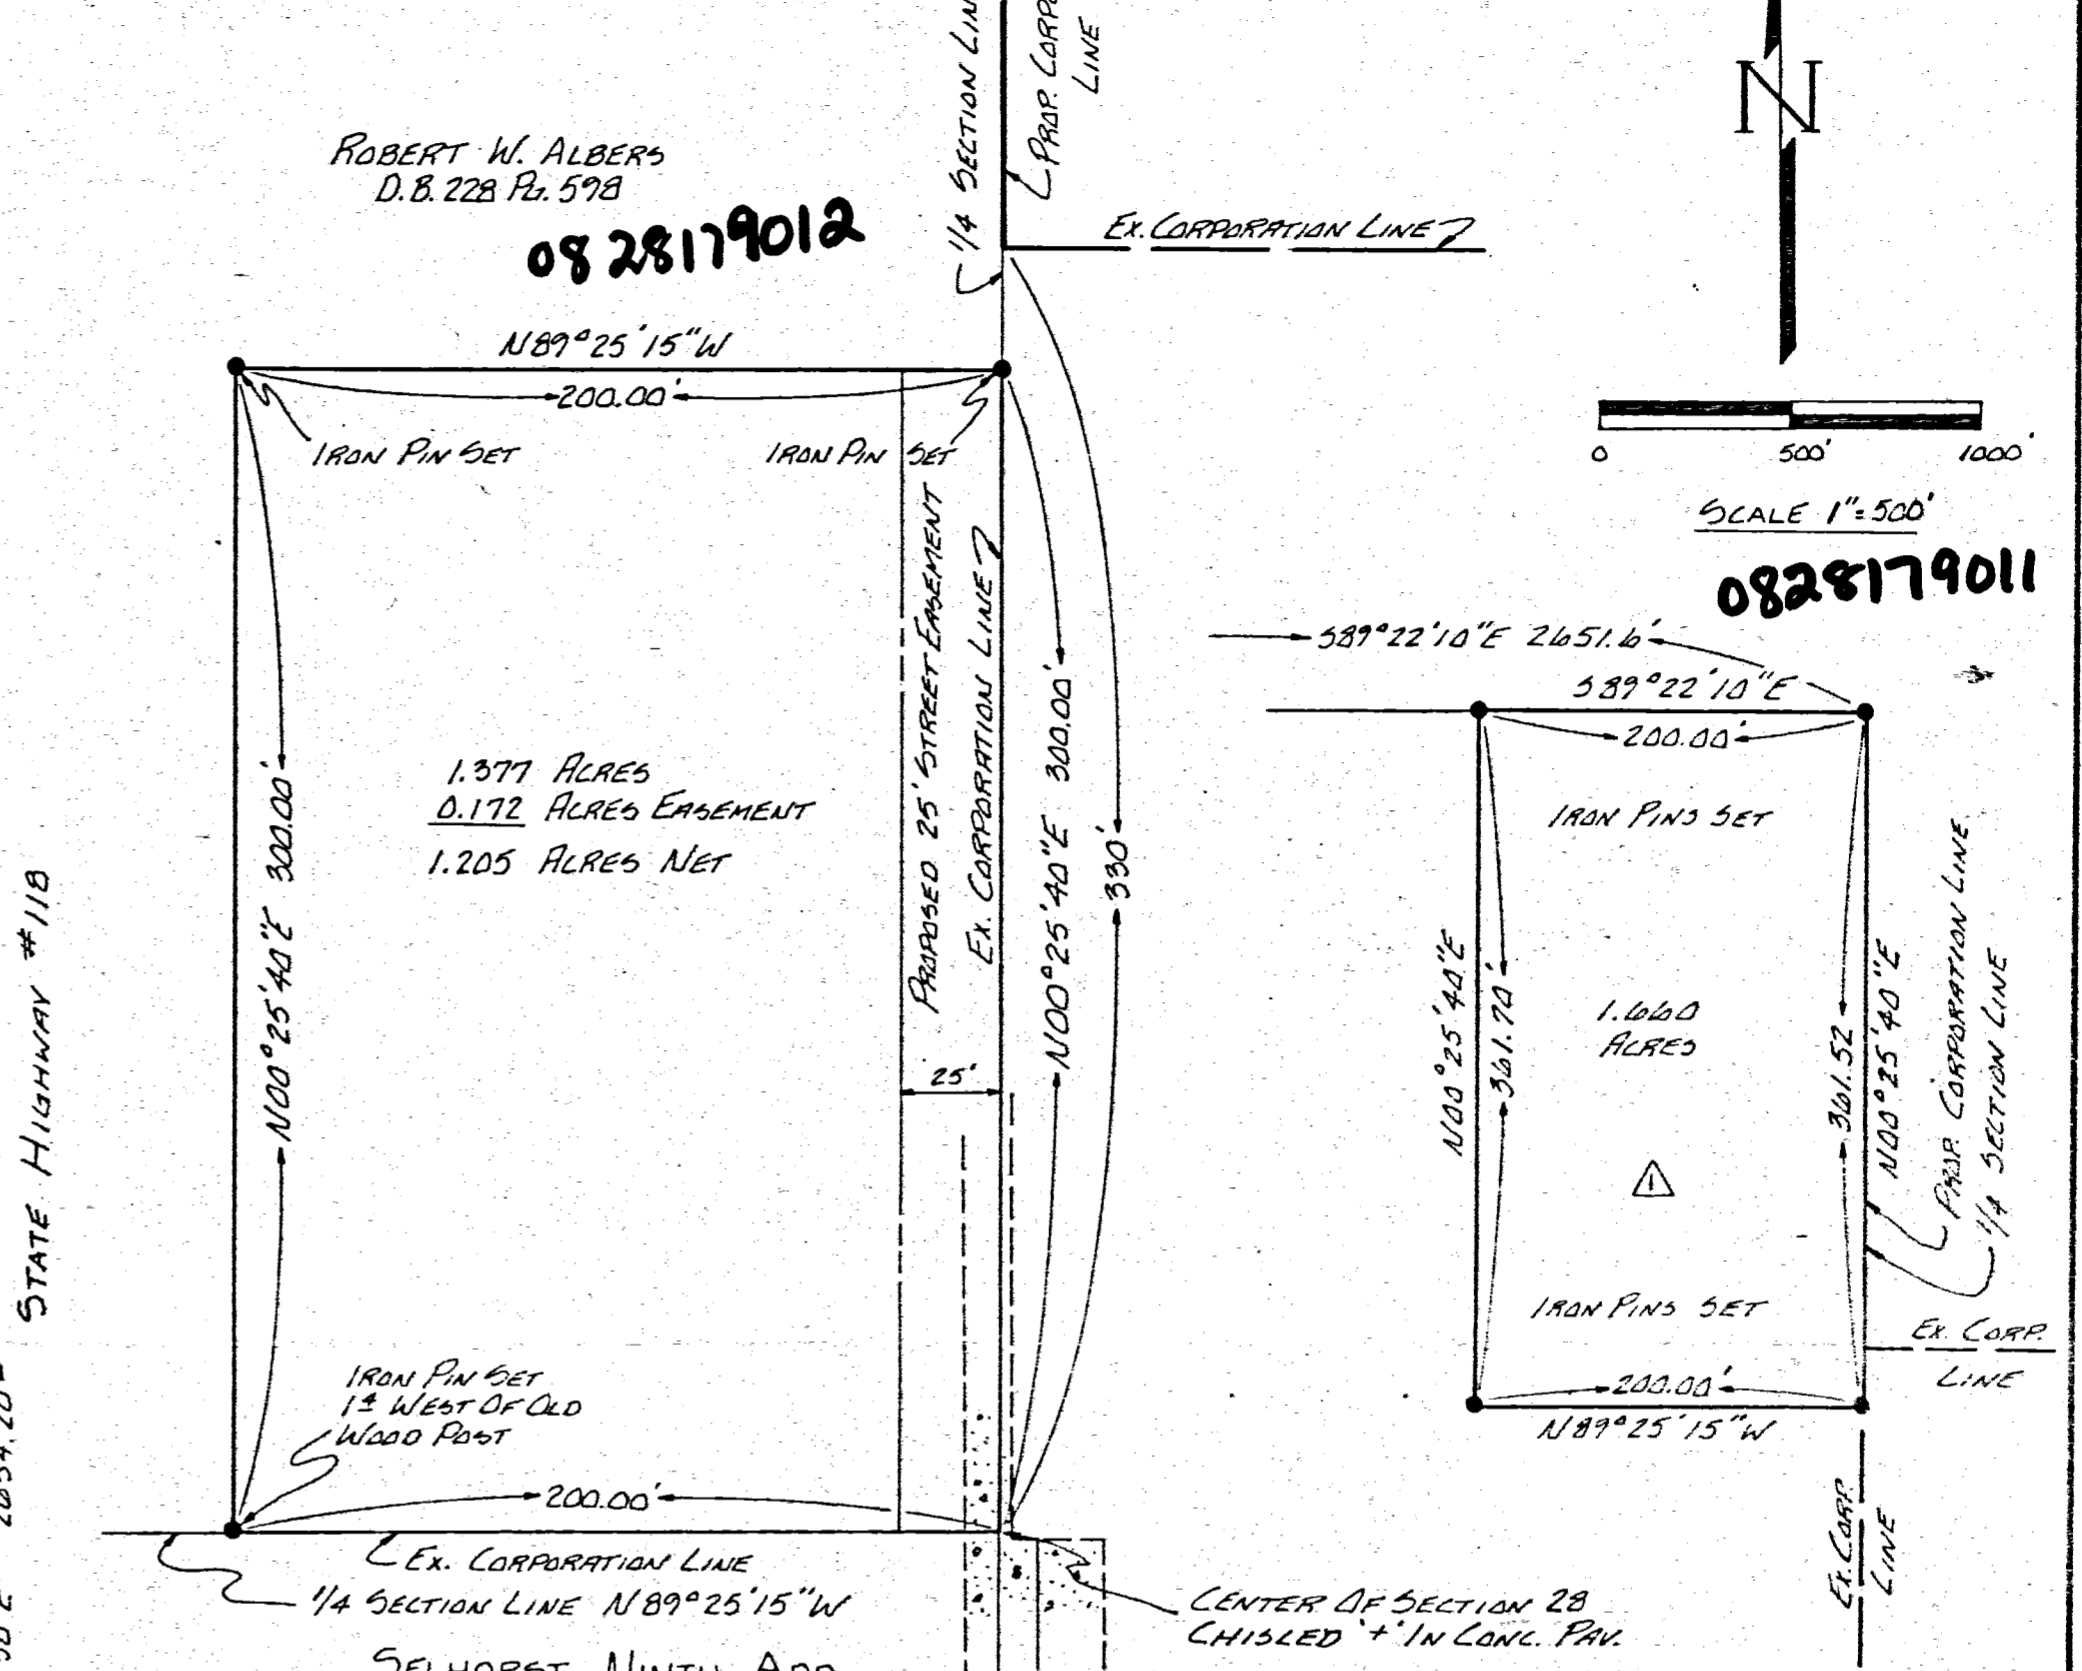 1/4 SECTION LIN
PROP. CORP
LINE
N
ROBERT W. ALBERS
D.B. 228 PG. 598
0828179012
EX. CORPORATION LINE
N89°25'15"W
200.00'
IRON PIN SET
IRON PIN SET
0 500' 1000'
SCALE 1"=500'
0828179011
S89°22'10"E 2651.6'
S89°22'10"E
200.00'
IRON PINS SET
PROPOSED 25' STREET EASEMENT
EX. CORPORATION LINE
N00°25'40"E 300.00'
330'
N00°25'40"E 300.00'
1.377 ACRES
0.172 ACRES EASEMENT
1.205 ACRES NET
STATE HIGHWAY #118
25'
N00°25'40"E
361.70'
1.660
ACRES
361.52
N00°25'40"E
PROP. CORPORATION LINE
1/4 SECTION LINE
1
IRON PINS SET
EX. CORP.
LINE
200.00'
N89°25'15"W
EX. CORP.
LINE
IRON PIN SET
1± WEST OF OLD
WOOD POST
200.00'
EX. CORPORATION LINE
1/4 SECTION LINE N89°25'15"W
CENTER OF SECTION 28
CHISLED '+' IN CONC. PAV.
SELHORST NINTH ADD